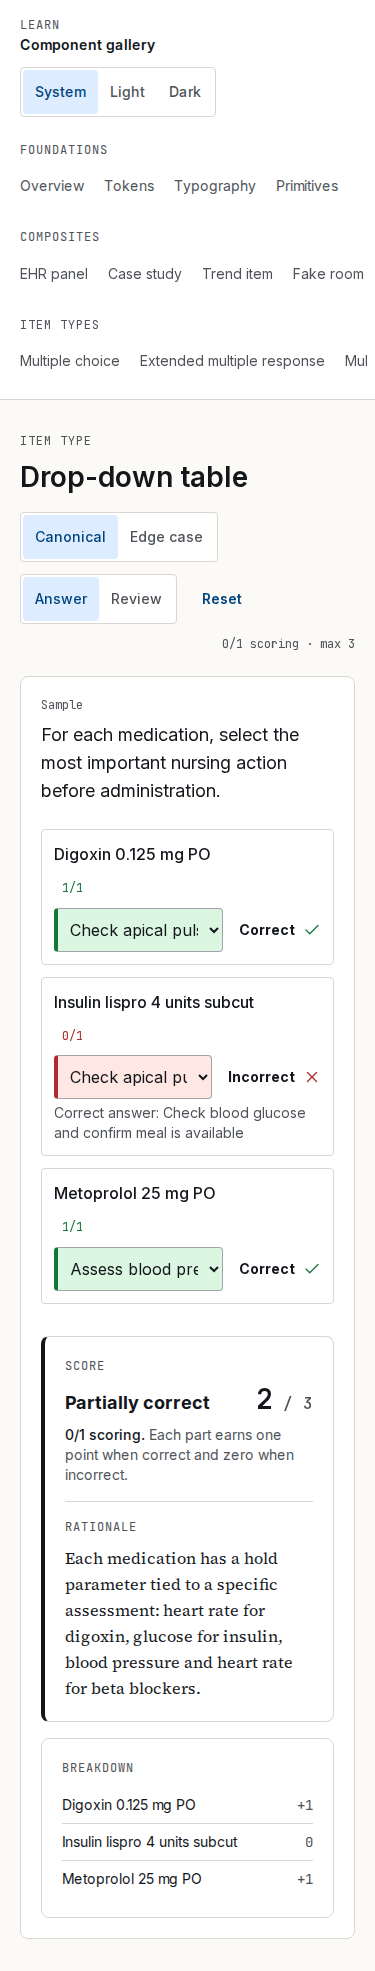 LEARN
Component gallery
System Light Dark
FOUNDATIONS
Overview Tokens Typography Primitives
COMPOSITES
EHR panel Case study Trend item Fake room
ITEM TYPES
Multiple choice Extended multiple response Mul
ITEM TYPE
Drop-down table
Canonical Edge case
Answer Review Reset
0/1 scoring · max 3
Sample
For each medication, select the
most important nursing action
before administration.
Digoxin 0.125 mg PO
1/1
Check apical puls Correct
Insulin lispro 4 units subcut
0/1
Check apical pu Incorrect
Correct answer: Check blood glucose
and confirm meal is available
Metoprolol 25 mg PO
1/1
Assess blood pre Correct
SCORE
Partially correct 2 / 3
0/1 scoring. Each part earns one
point when correct and zero when
incorrect.
RATIONALE
Each medication has a hold
parameter tied to a specific
assessment: heart rate for
digoxin, glucose for insulin,
blood pressure and heart rate
for beta blockers.
BREAKDOWN
Digoxin 0.125 mg PO +1
Insulin lispro 4 units subcut 0
Metoprolol 25 mg PO +1